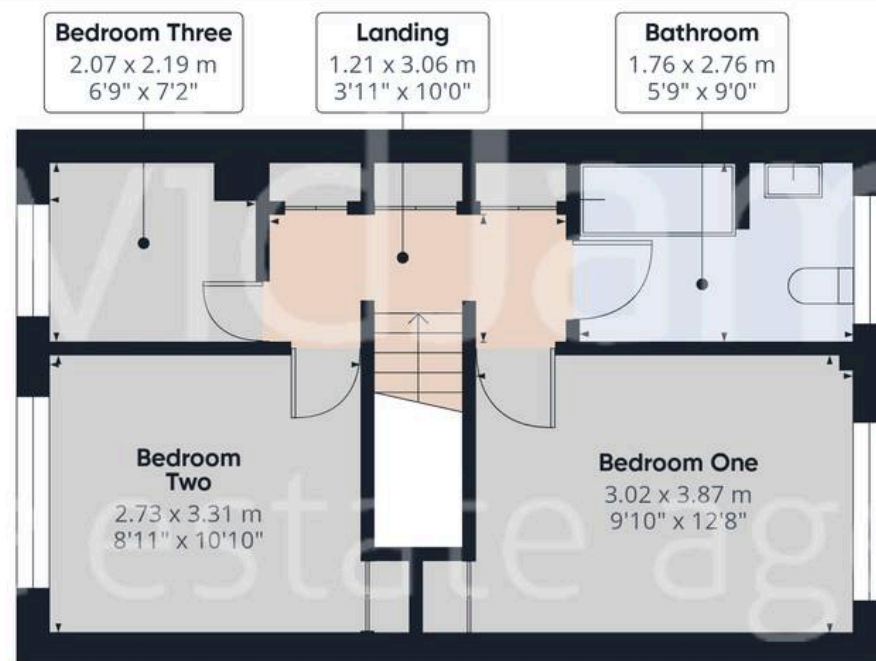 Bedroom Three
2.07 x 2.19 m
6'9" x 7'2"
Landing
1.21 x 3.06 m
3'11" x 10'0"
Bathroom
1.76 x 2.76 m
5'9" x 9'0"
Bedroom
Two
2.73 x 3.31 m
8'11" x 10'10"
Bedroom One
3.02 x 3.87 m
9'10" x 12'8"
estate ag